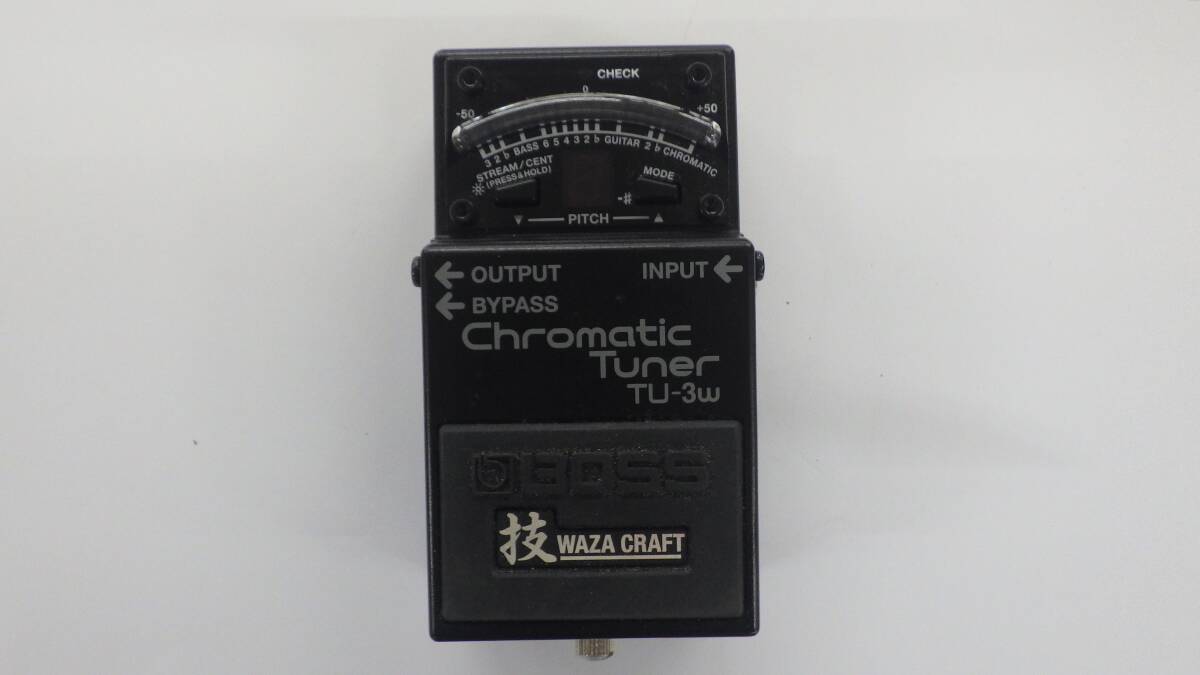 CHECK
-50 0 +50
3 2 ♭ BASS 6 5 4 3 2 ♭ GUITAR 2 ♭ CHROMATIC
STREAM/CENT
(PRESS&HOLD)
MODE
-#
▼ PITCH ▲
← OUTPUT
INPUT ←
← BYPASS
Chromatic
Tuner
TU-3w
BOSS
技 WAZA CRAFT